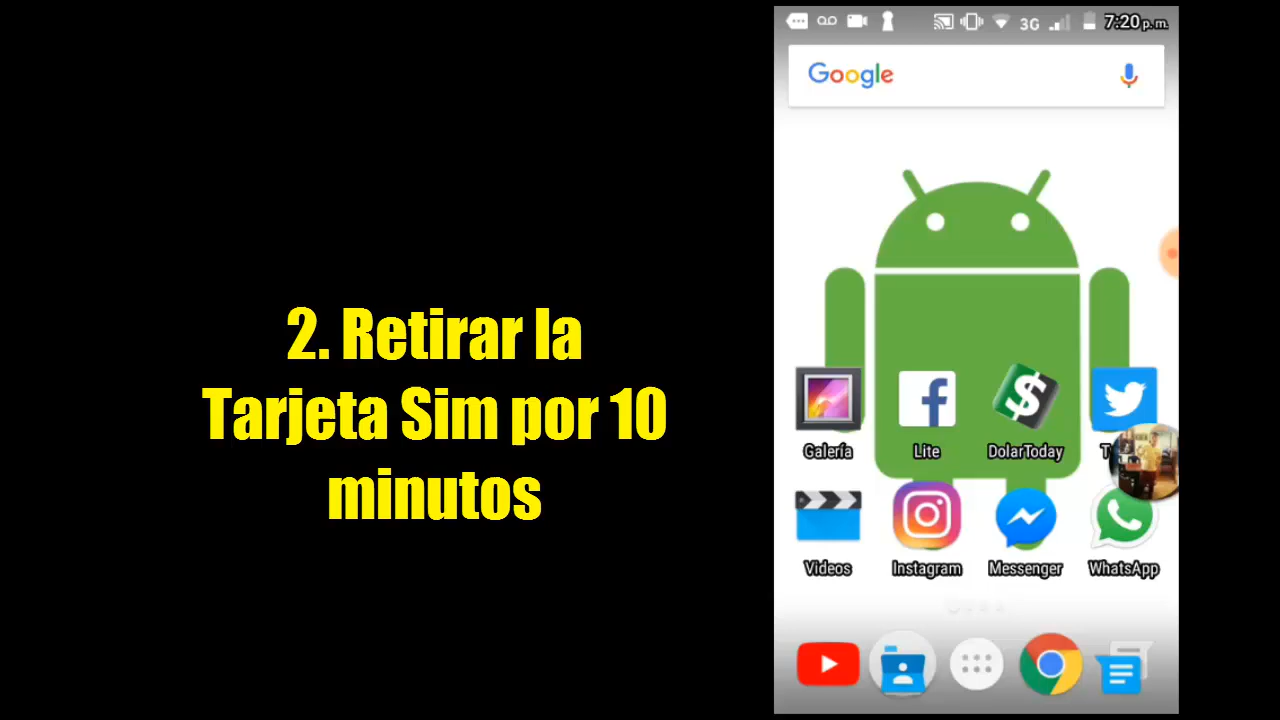 2. Retirar la
Tarjeta Sim por 10
minutos
3G 7:20 p.m.
Google
Galería Lite DolarToday
Videos Instagram Messenger WhatsApp